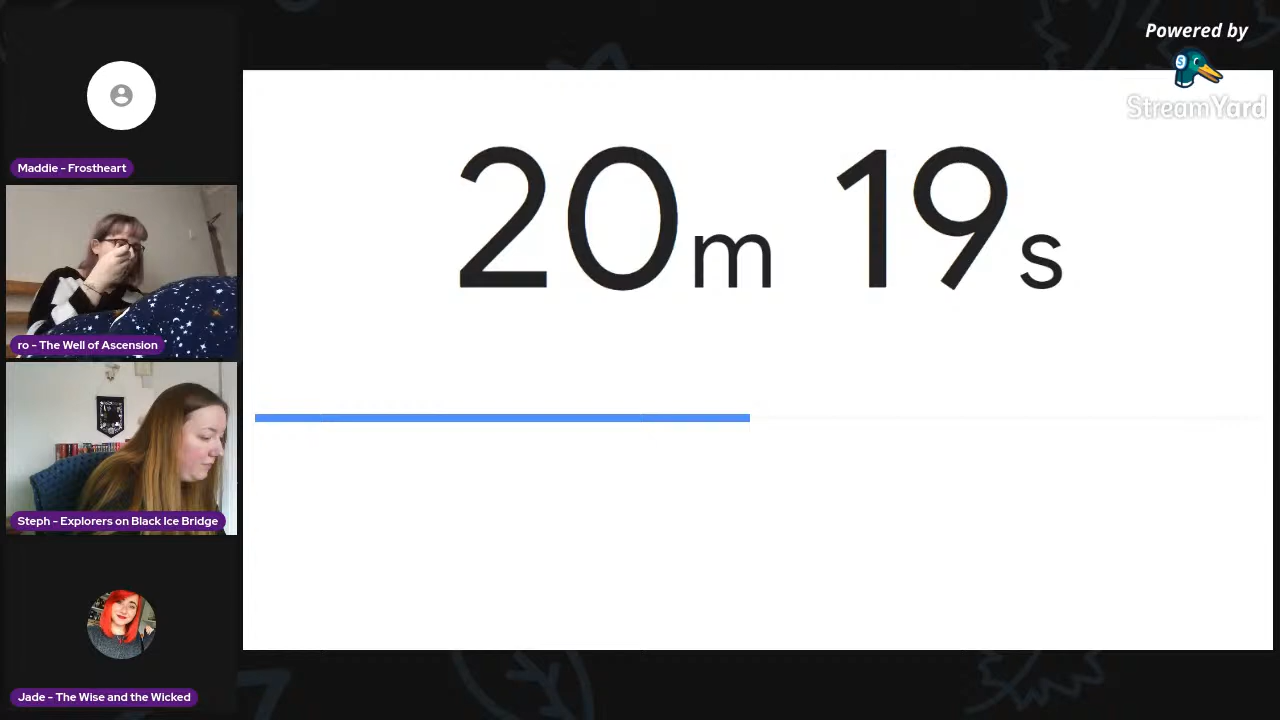 Powered by
StreamYard
Maddie - Frostheart
20m 19s
ro - The Well of Ascension
Steph - Explorers on Black Ice Bridge
Jade - The Wise and the Wicked